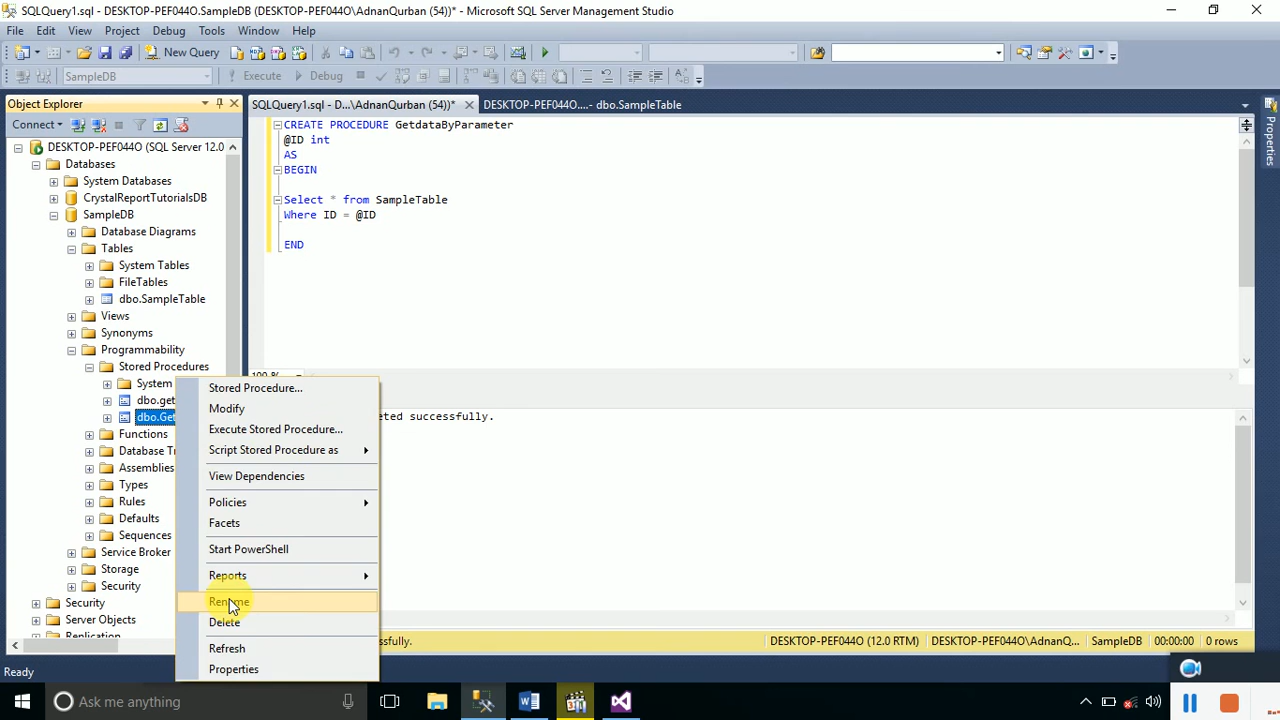 SQLQuery1.sql - DESKTOP-PEF044O.SampleDB (DESKTOP-PEF044O\AdnanQurban (54))* - Microsoft SQL Server Management Studio
File Edit View Project Debug Tools Window Help
New Query
SampleDB Execute Debug
Object Explorer
SQLQuery1.sql - D...\AdnanQurban (54))* DESKTOP-PEF044O....- dbo.SampleTable
Properties
Connect
DESKTOP-PEF044O (SQL Server 12.0
Databases
System Databases
CrystalReportTutorialsDB
SampleDB
Database Diagrams
Tables
System Tables
FileTables
dbo.SampleTable
Views
Synonyms
Programmability
Stored Procedures
System
dbo.get
dbo.Get
Functions
Database Tr
Assemblies
Types
Rules
Defaults
Sequences
Service Broker
Storage
Security
Security
Server Objects
Replication
CREATE PROCEDURE GetdataByParameter
@ID int
AS
BEGIN
Select * from SampleTable
Where ID = @ID
END
100 %
eted successfully.
Stored Procedure...
Modify
Execute Stored Procedure...
Script Stored Procedure as
View Dependencies
Policies
Facets
Start PowerShell
Reports
Rename
Delete
Refresh
Properties
ssfully. DESKTOP-PEF044O (12.0 RTM) DESKTOP-PEF044O\AdnanQ... SampleDB 00:00:00 0 rows
Ready
Ask me anything